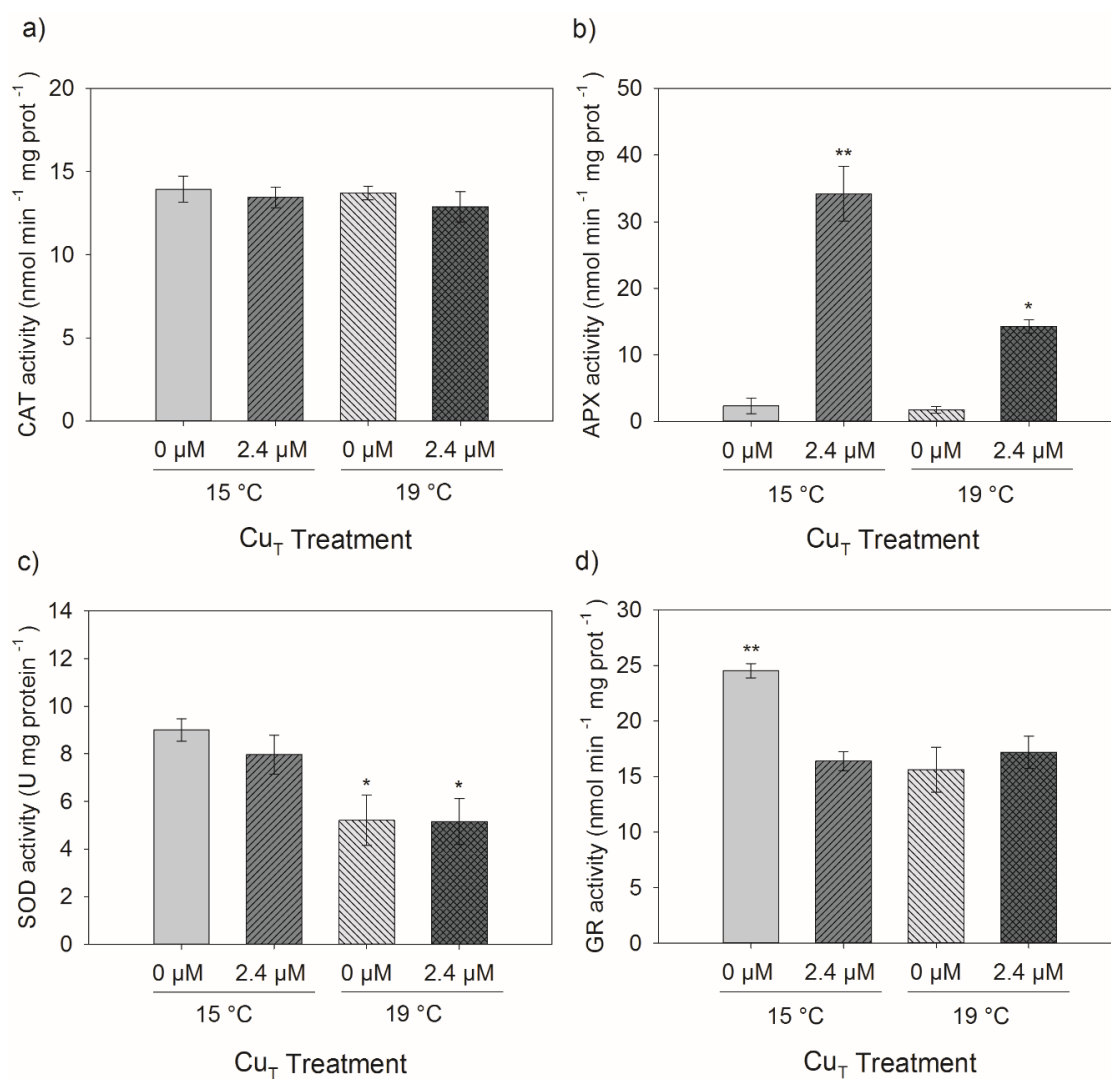 a)
CAT activity (nmol min -1 mg prot -1 )
20
15
10
5
0
0 µM 2.4 µM 0 µM 2.4 µM
15 °C 19 °C
CuT Treatment
b)
APX activity (nmol min -1 mg prot -1 )
50
40
30
20
10
0
**
*
0 µM 2.4 µM 0 µM 2.4 µM
15 °C 19 °C
CuT Treatment
c)
SOD activity (U mg protein -1 )
14
12
10
8
6
4
2
0
* *
0 µM 2.4 µM 0 µM 2.4 µM
15 °C 19 °C
CuT Treatment
d)
GR activity (nmol min -1 mg prot -1 )
30
25
20
15
10
5
0
**
0 µM 2.4 µM 0 µM 2.4 µM
15 °C 19 °C
CuT Treatment